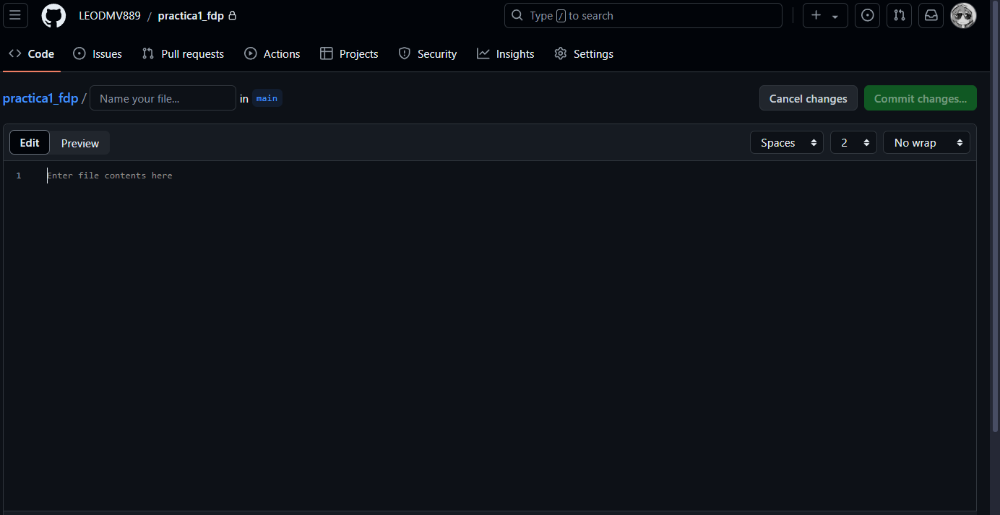 LEODMV889 / practica1_fdp Type / to search
Code Issues Pull requests Actions Projects Security Insights Settings
practica1_fdp / Name your file... in main Cancel changes Commit changes...
Edit Preview Spaces 2 No wrap
1 Enter file contents here